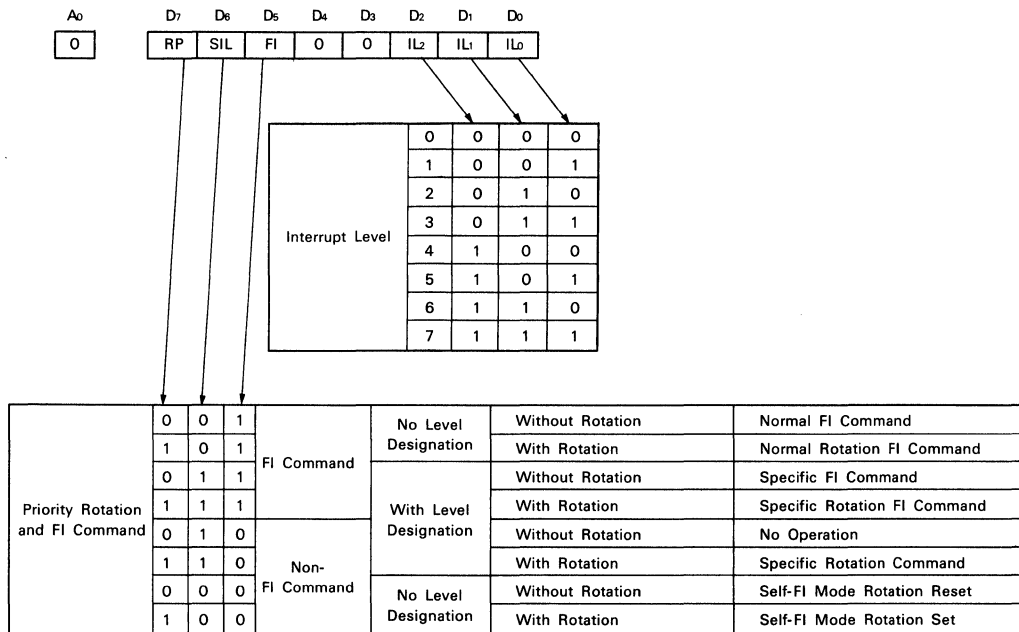 A₀ D₇ D₆ D₅ D₄ D₃ D₂ D₁ D₀
0 RP SIL FI 0 0 IL₂ IL₁ IL₀
Interrupt Level
0 0 0 0
1 0 0 1
2 0 1 0
3 0 1 1
4 1 0 0
5 1 0 1
6 1 1 0
7 1 1 1
Priority Rotation
and FI Command
0 0 1 FI Command No Level Designation Without Rotation Normal FI Command
1 0 1 With Rotation Normal Rotation FI Command
0 1 1 With Level Designation Without Rotation Specific FI Command
1 1 1 With Rotation Specific Rotation FI Command
0 1 0 Non-FI Command Without Rotation No Operation
1 1 0 With Rotation Specific Rotation Command
0 0 0 No Level Designation Without Rotation Self-FI Mode Rotation Reset
1 0 0 With Rotation Self-FI Mode Rotation Set